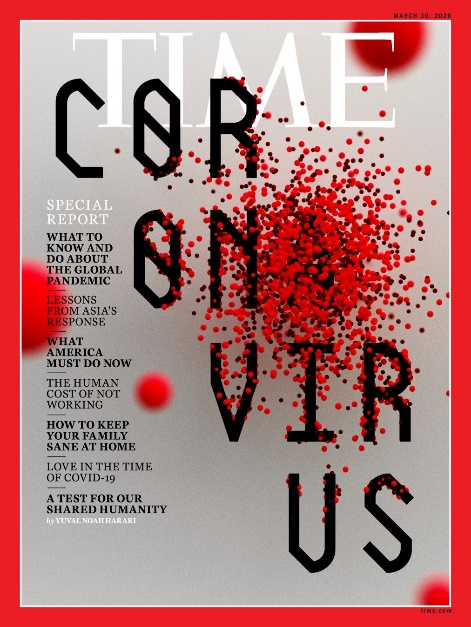 MARCH 30, 2020
TIME
COR
ON
VIR
US
SPECIAL
REPORT
WHAT TO
KNOW AND
DO ABOUT
THE GLOBAL
PANDEMIC
LESSONS
FROM ASIA'S
RESPONSE
WHAT
AMERICA
MUST DO NOW
THE HUMAN
COST OF NOT
WORKING
HOW TO KEEP
YOUR FAMILY
SANE AT HOME
LOVE IN THE TIME
OF COVID-19
A TEST FOR OUR
SHARED HUMANITY
by YUVAL NOAH HARARI
time.com